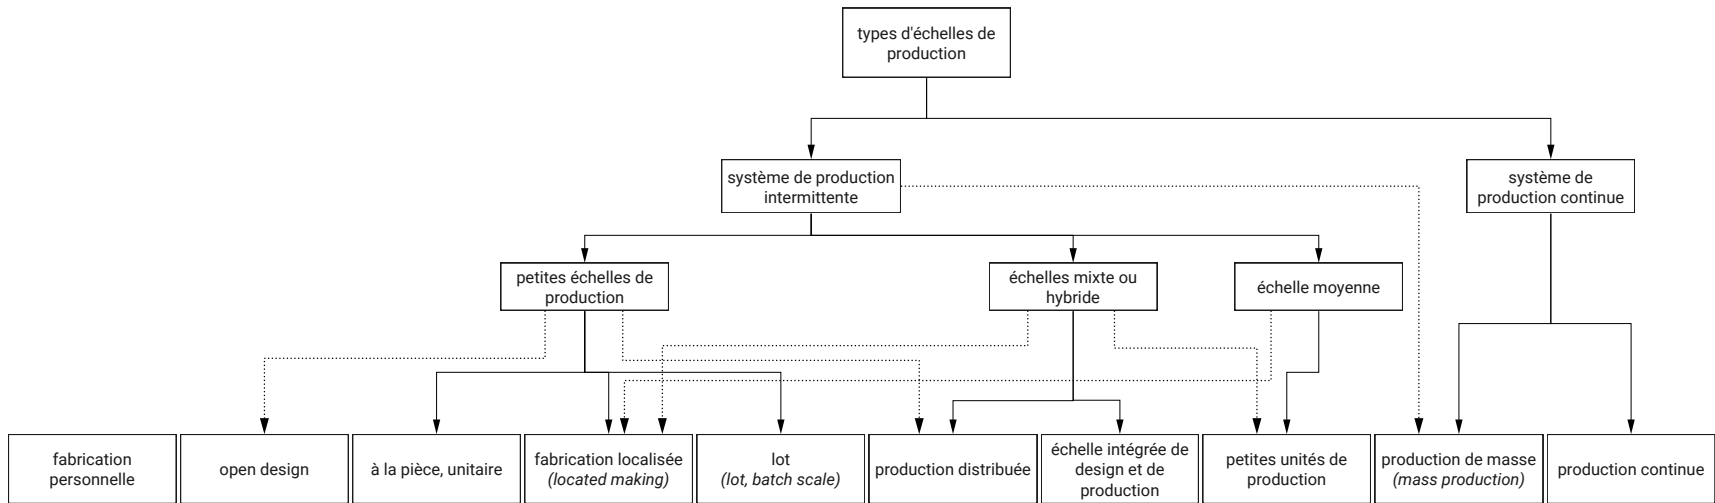 types d'échelles de
production
système de production
intermittente
système de
production continue
petites échelles de
production
échelles mixte ou
hybride
échelle moyenne
fabrication
personnelle
open design
à la pièce, unitaire
fabrication localisée
(located making)
lot
(lot, batch scale)
production distribuée
échelle intégrée de
design et de
production
petites unités de
production
production de masse
(mass production)
production continue